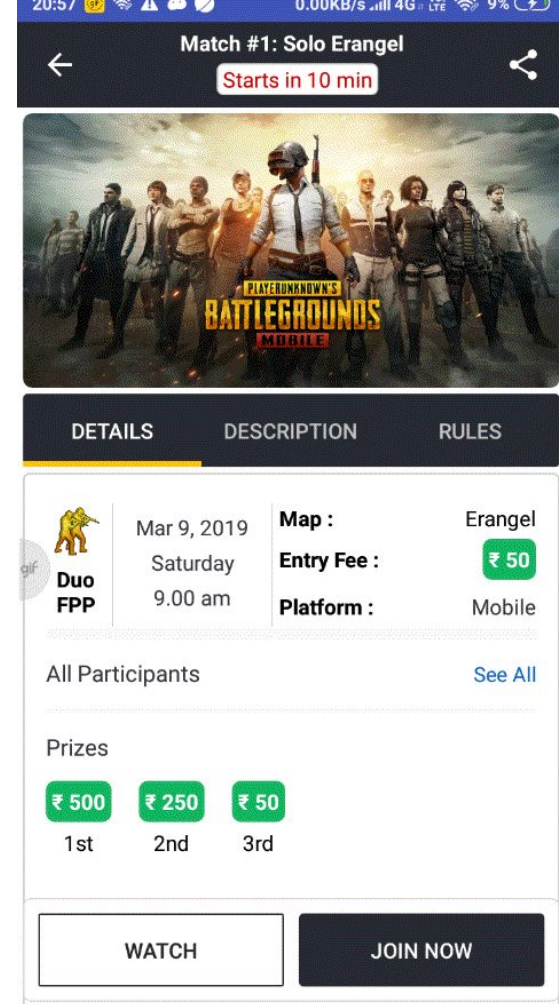 20:57
0.00KB/s 4G LTE 9%
Match #1: Solo Erangel
Starts in 10 min
PLAYERUNKNOWN'S
BATTLEGROUNDS
MOBILE
DETAILS DESCRIPTION RULES
Duo
FPP
Mar 9, 2019
Saturday
9.00 am
Map : Erangel
Entry Fee : ₹ 50
Platform : Mobile
gif
All Participants See All
Prizes
₹ 500 ₹ 250 ₹ 50
1st 2nd 3rd
WATCH JOIN NOW